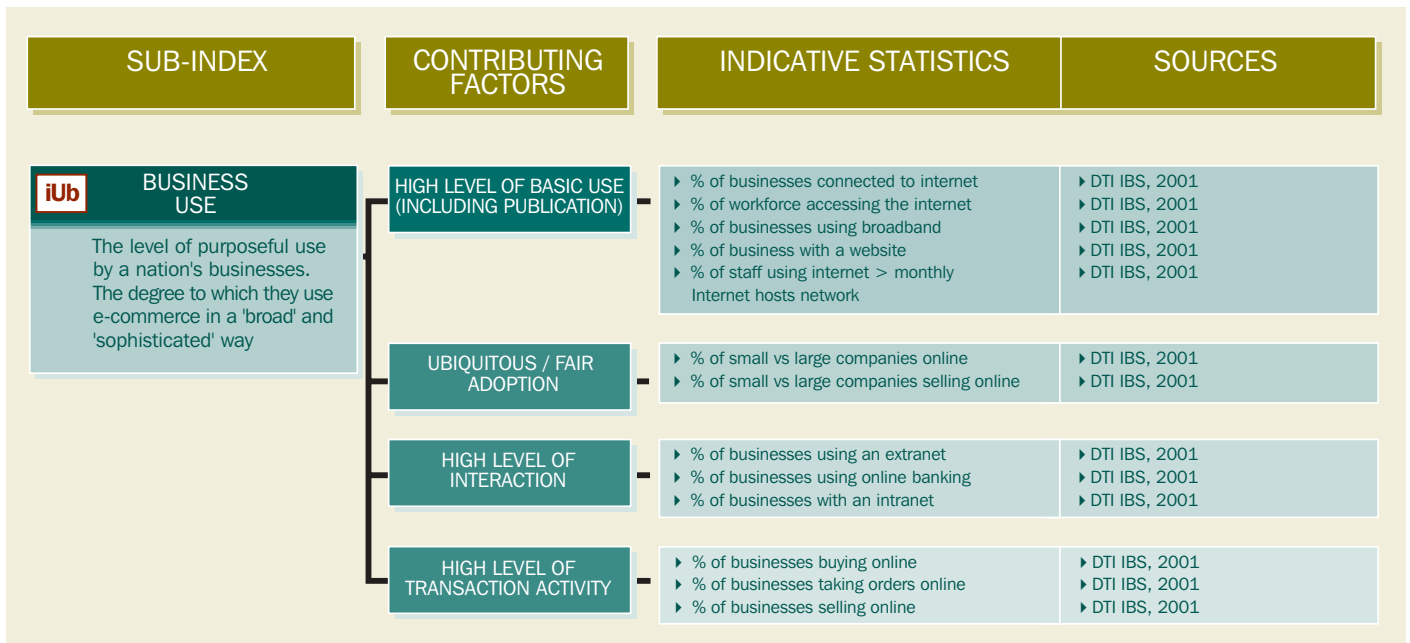 SUB-INDEX
CONTRIBUTING
FACTORS
INDICATIVE STATISTICS
SOURCES
iUb
BUSINESS
USE
The level of purposeful use
by a nation's businesses.
The degree to which they use
e-commerce in a 'broad' and
'sophisticated' way
HIGH LEVEL OF BASIC USE
(INCLUDING PUBLICATION)
% of businesses connected to internet
% of workforce accessing the internet
% of businesses using broadband
% of business with a website
% of staff using internet > monthly
Internet hosts network
DTI IBS, 2001
DTI IBS, 2001
DTI IBS, 2001
DTI IBS, 2001
DTI IBS, 2001
UBIQUITOUS / FAIR
ADOPTION
% of small vs large companies online
% of small vs large companies selling online
DTI IBS, 2001
DTI IBS, 2001
HIGH LEVEL OF
INTERACTION
% of businesses using an extranet
% of businesses using online banking
% of businesses with an intranet
DTI IBS, 2001
DTI IBS, 2001
DTI IBS, 2001
HIGH LEVEL OF
TRANSACTION ACTIVITY
% of businesses buying online
% of businesses taking orders online
% of businesses selling online
DTI IBS, 2001
DTI IBS, 2001
DTI IBS, 2001